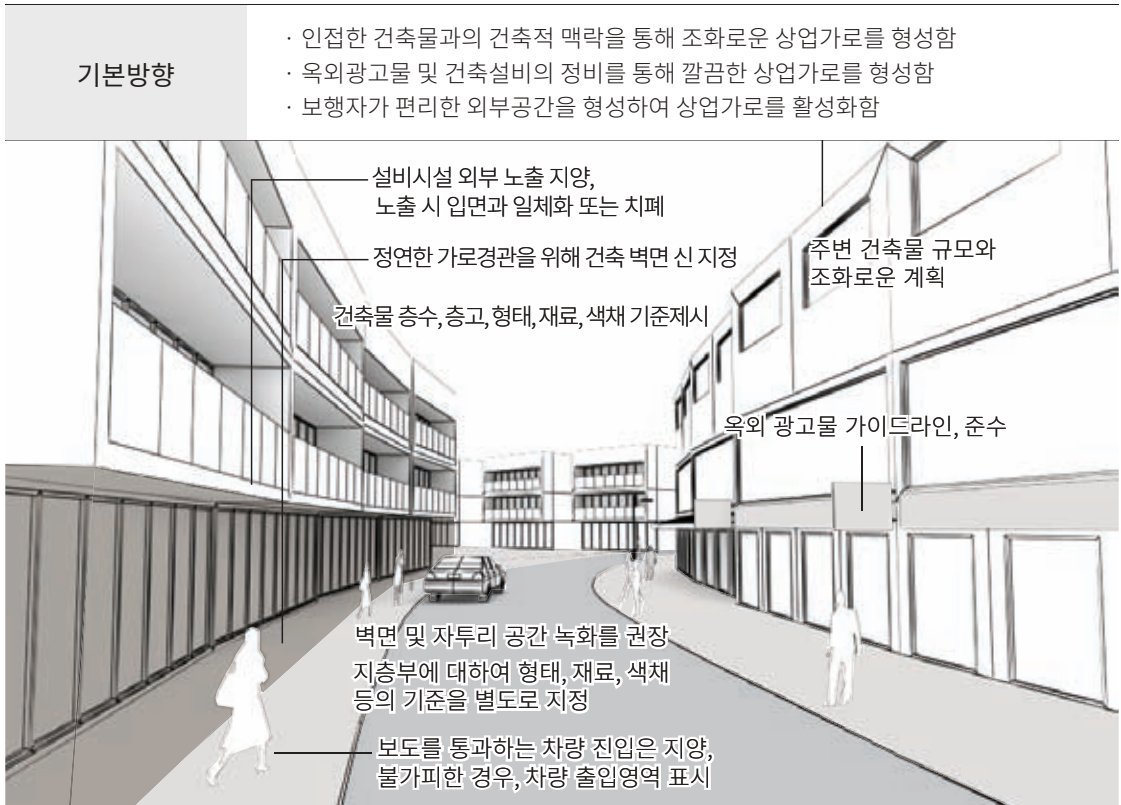 기본방향
· 인접한 건축물과의 건축적 맥락을 통해 조화로운 상업가로를 형성함
· 옥외광고물 및 건축설비의 정비를 통해 깔끔한 상업가로를 형성함
· 보행자가 편리한 외부공간을 형성하여 상업가로를 활성화함
설비시설 외부 노출 지양,
노출 시 입면과 일체화 또는 치폐
정연한 가로경관을 위해 건축 벽면 신 지정
건축물 층수, 층고, 형태, 재료, 색채 기준제시
주변 건축물 규모와
조화로운 계획
옥외 광고물 가이드라인, 준수
벽면 및 자투리 공간 녹화를 권장
지층부에 대하여 형태, 재료, 색채
등의 기준을 별도로 지정
보도를 통과하는 차량 진입은 지양,
불가피한 경우, 차량 출입영역 표시